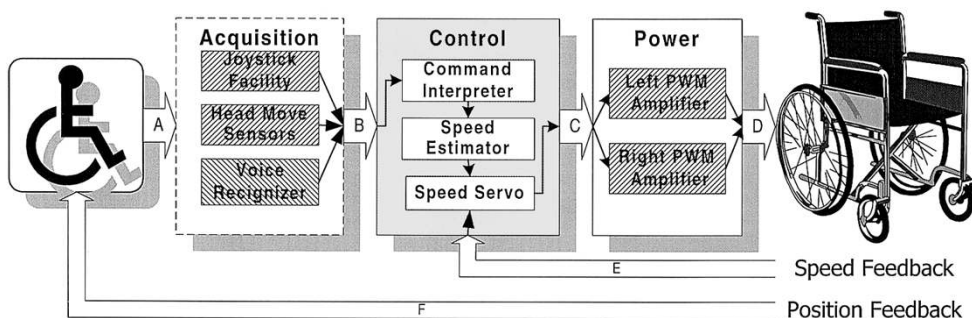 Acquisition
Joystick
Facility
Head Move
Sensors
Voice
Recignizer
Control
Command
Interpreter
Speed
Estimator
Speed Servo
Power
Left PWM
Amplifier
Right PWM
Amplifier
A
B
C
D
E
Speed Feedback
F
Position Feedback